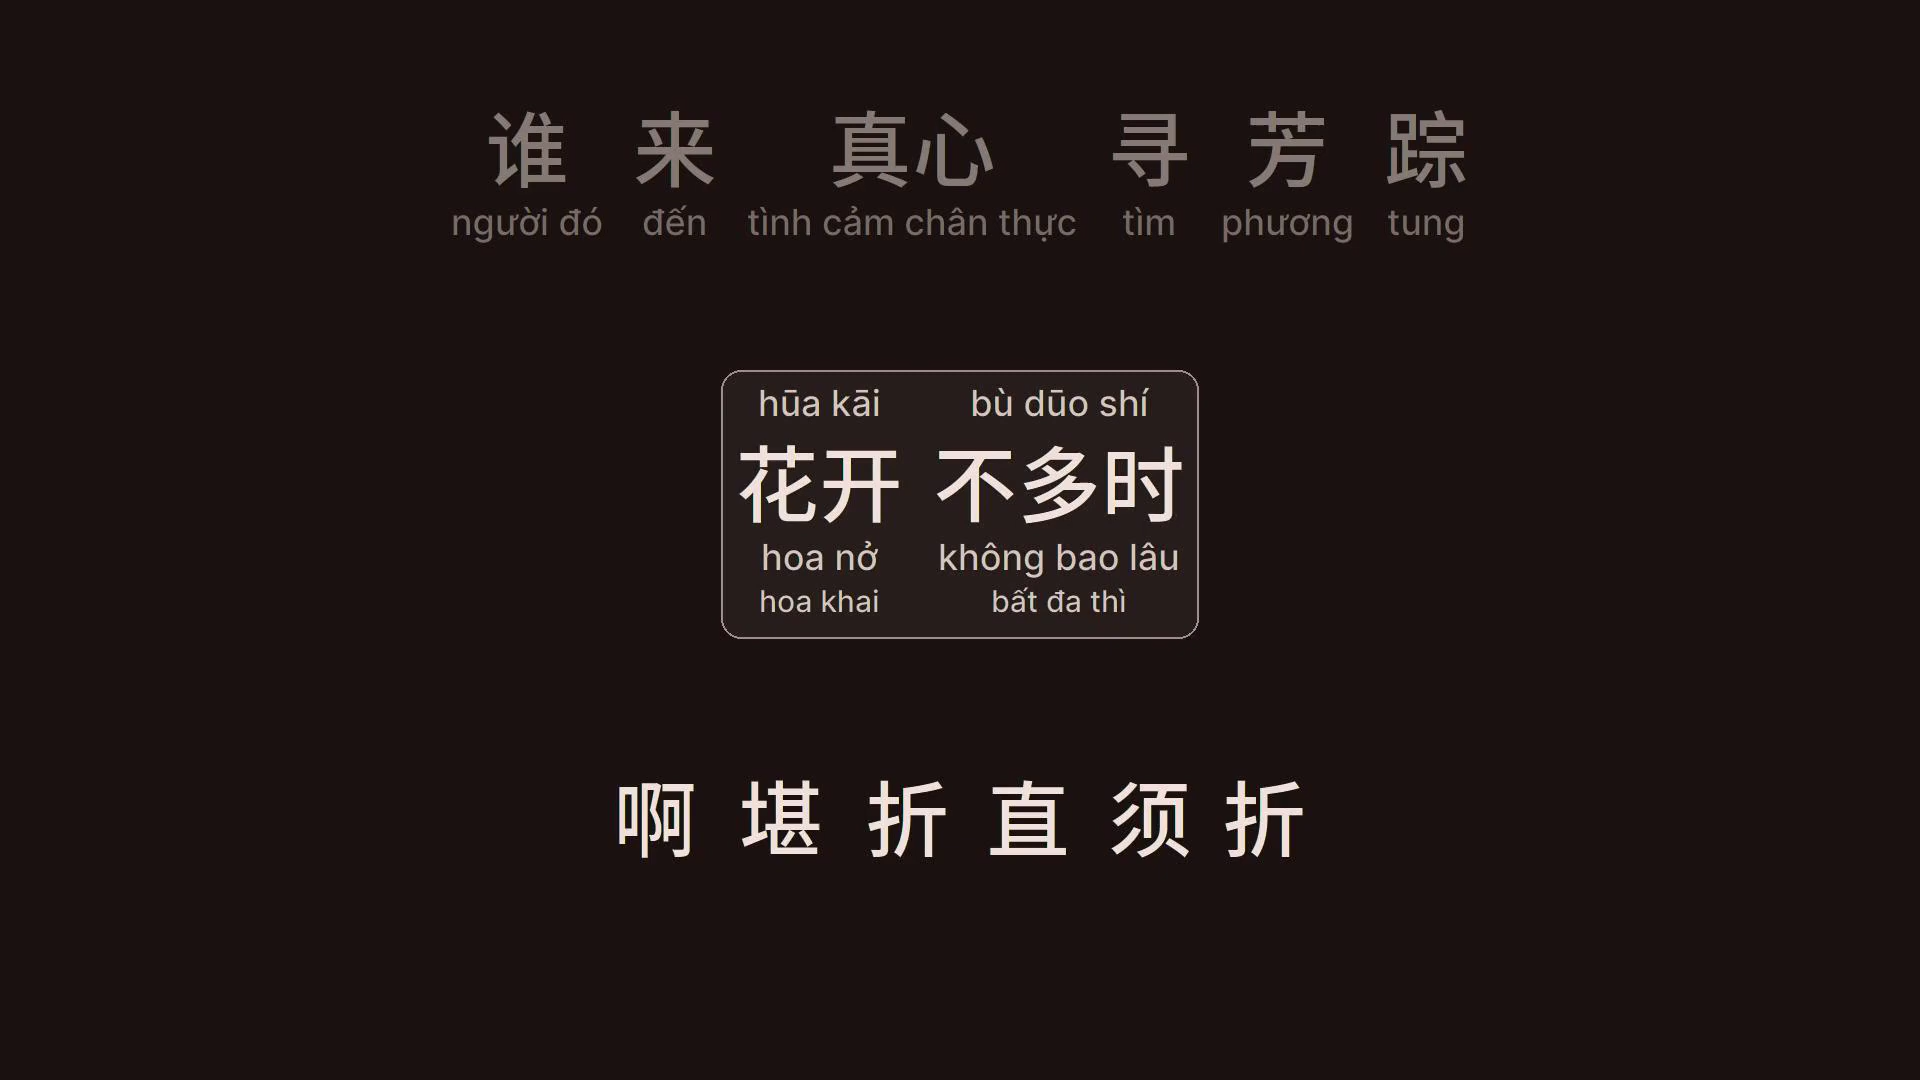 谁 来 真心 寻 芳 踪
người đó đến tình cảm chân thực tìm phương tung
hūa kāi bù dūo shí
花开 不多时
hoa nở không bao lâu
hoa khai bất đa thì
啊 堪 折 直 须 折